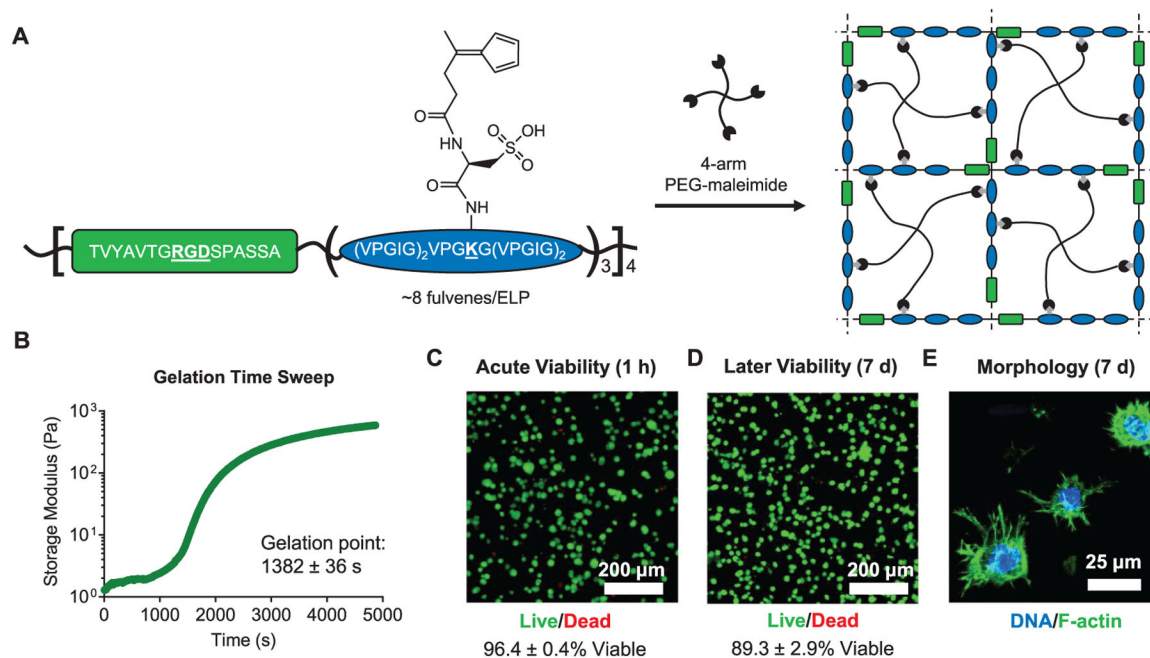 A
OH
S
O
O
O
HN
O
NH
4-arm
PEG-maleimide
[TVYAVTGRGDSPASSA ((VPGIG)2VPGKG(VPGIG)2)3]4
~8 fulvenes/ELP
B
Gelation Time Sweep
Storage Modulus (Pa)
10³
10²
10¹
10⁰
Gelation point:
1382 ± 36 s
0 1000 2000 3000 4000 5000
Time (s)
C
Acute Viability (1 h)
200 µm
Live/Dead
96.4 ± 0.4% Viable
D
Later Viability (7 d)
200 µm
Live/Dead
89.3 ± 2.9% Viable
E
Morphology (7 d)
25 µm
DNA/F-actin